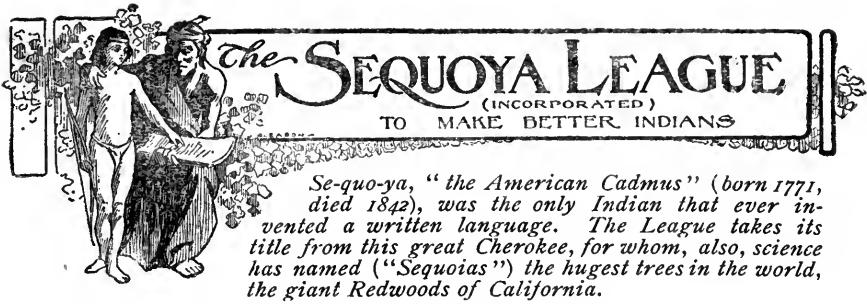 The SEQUOYA LEAGUE
(INCORPORATED)
TO MAKE BETTER INDIANS
Se-quo-ya, "the American Cadmus" (born 1771,
died 1842), was the only Indian that ever in-
vented a written language. The League takes its
title from this great Cherokee, for whom, also, science
has named ("Sequoias") the hugest trees in the world,
the giant Redwoods of California.